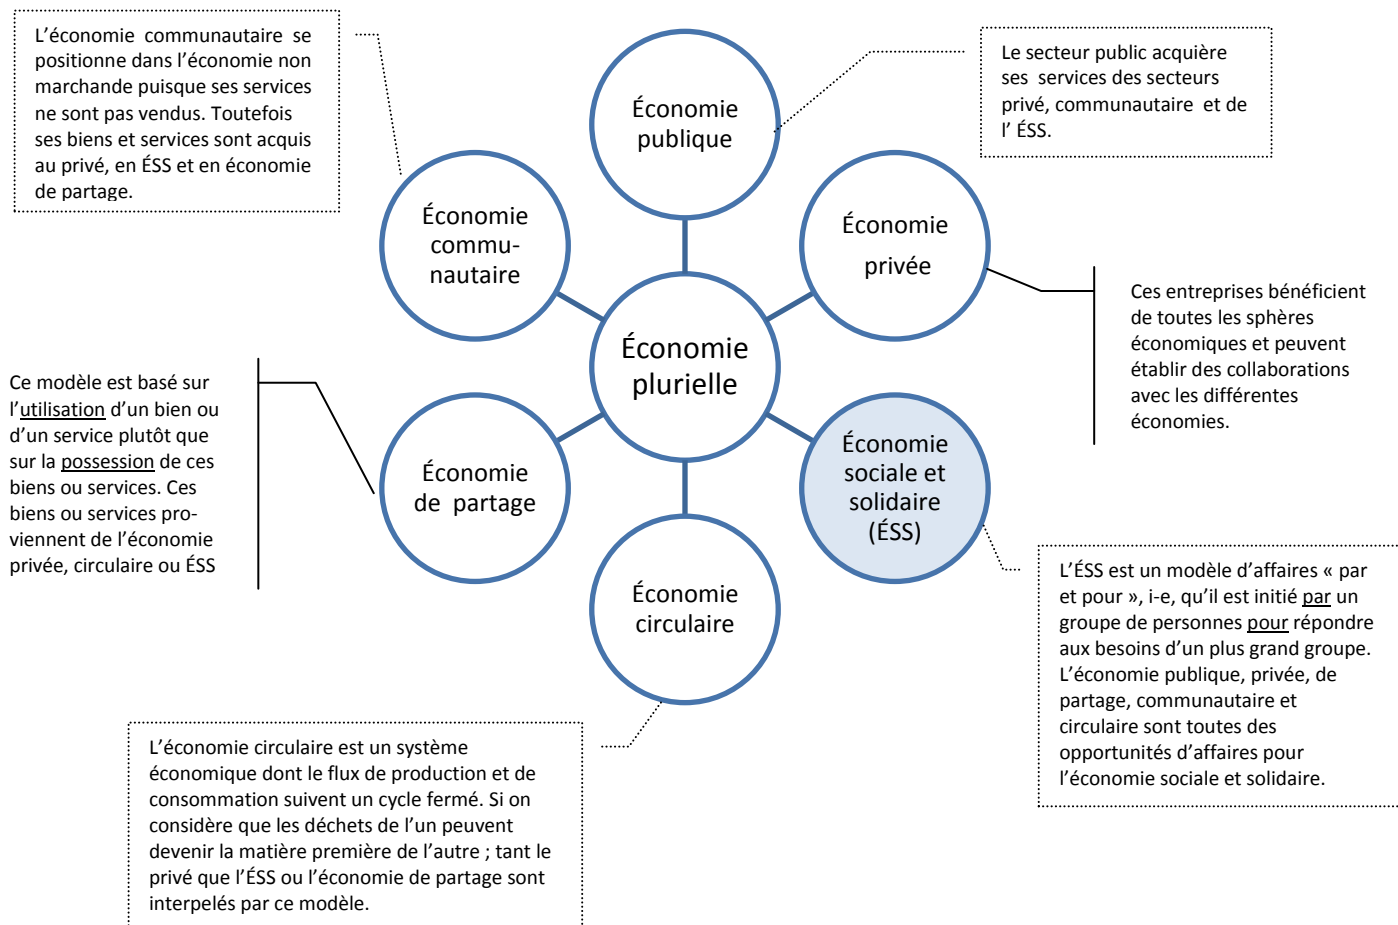 L’économie communautaire se
positionne dans l’économie non
marchande puisque ses services
ne sont pas vendus. Toutefois
ses biens et services sont acquis
au privé, en ÉSS et en économie
de partage.
Économie
publique
Le secteur public acquière
ses services des secteurs
privé, communautaire et de
l’ ÉSS.
Économie
commu-
nautaire
Économie
privée
Ces entreprises bénéficient
de toutes les sphères
économiques et peuvent
établir des collaborations
avec les différentes
économies.
Économie
plurielle
Ce modèle est basé sur
l’utilisation d’un bien ou
d’un service plutôt que
sur la possession de ces
biens ou services. Ces
biens ou services pro-
viennent de l’économie
privée, circulaire ou ÉSS
Économie
de partage
Économie
sociale et
solidaire
(ÉSS)
Économie
circulaire
L’ÉSS est un modèle d’affaires « par
et pour », i-e, qu’il est initié par un
groupe de personnes pour répondre
aux besoins d’un plus grand groupe.
L’économie publique, privée, de
partage, communautaire et
circulaire sont toutes des
opportunités d’affaires pour
l’économie sociale et solidaire.
L’économie circulaire est un système
économique dont le flux de production et de
consommation suivent un cycle fermé. Si on
considère que les déchets de l’un peuvent
devenir la matière première de l’autre ; tant le
privé que l’ÉSS ou l’économie de partage sont
interpelés par ce modèle.